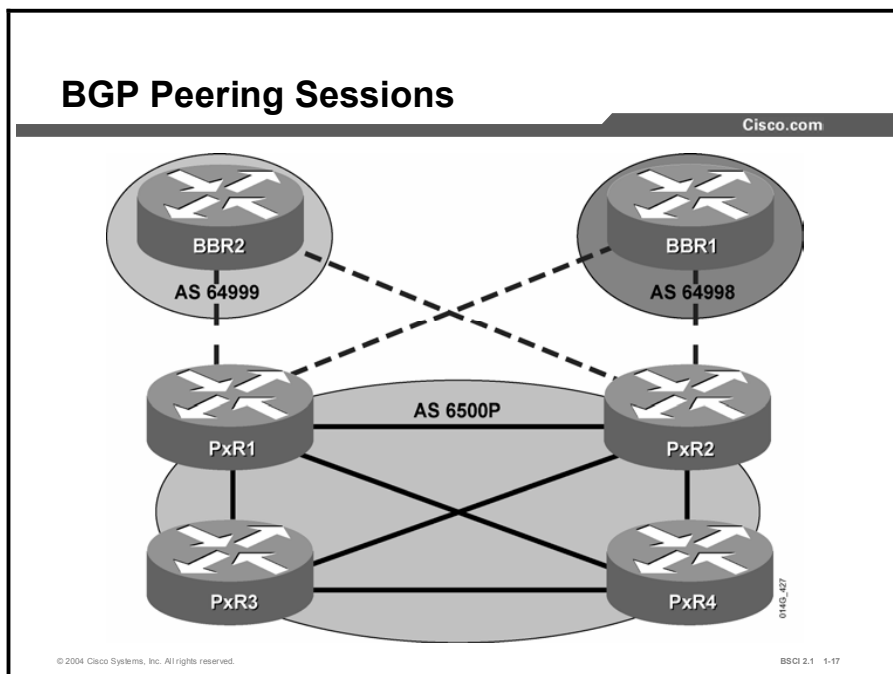 BGP Peering Sessions
Cisco.com
BBR2
BBR1
AS 64999
AS 64998
AS 6500P
PxR1
PxR2
PxR3
PxR4
014G_427
© 2004 Cisco Systems, Inc. All rights reserved.
BSCI 2.1 1-17